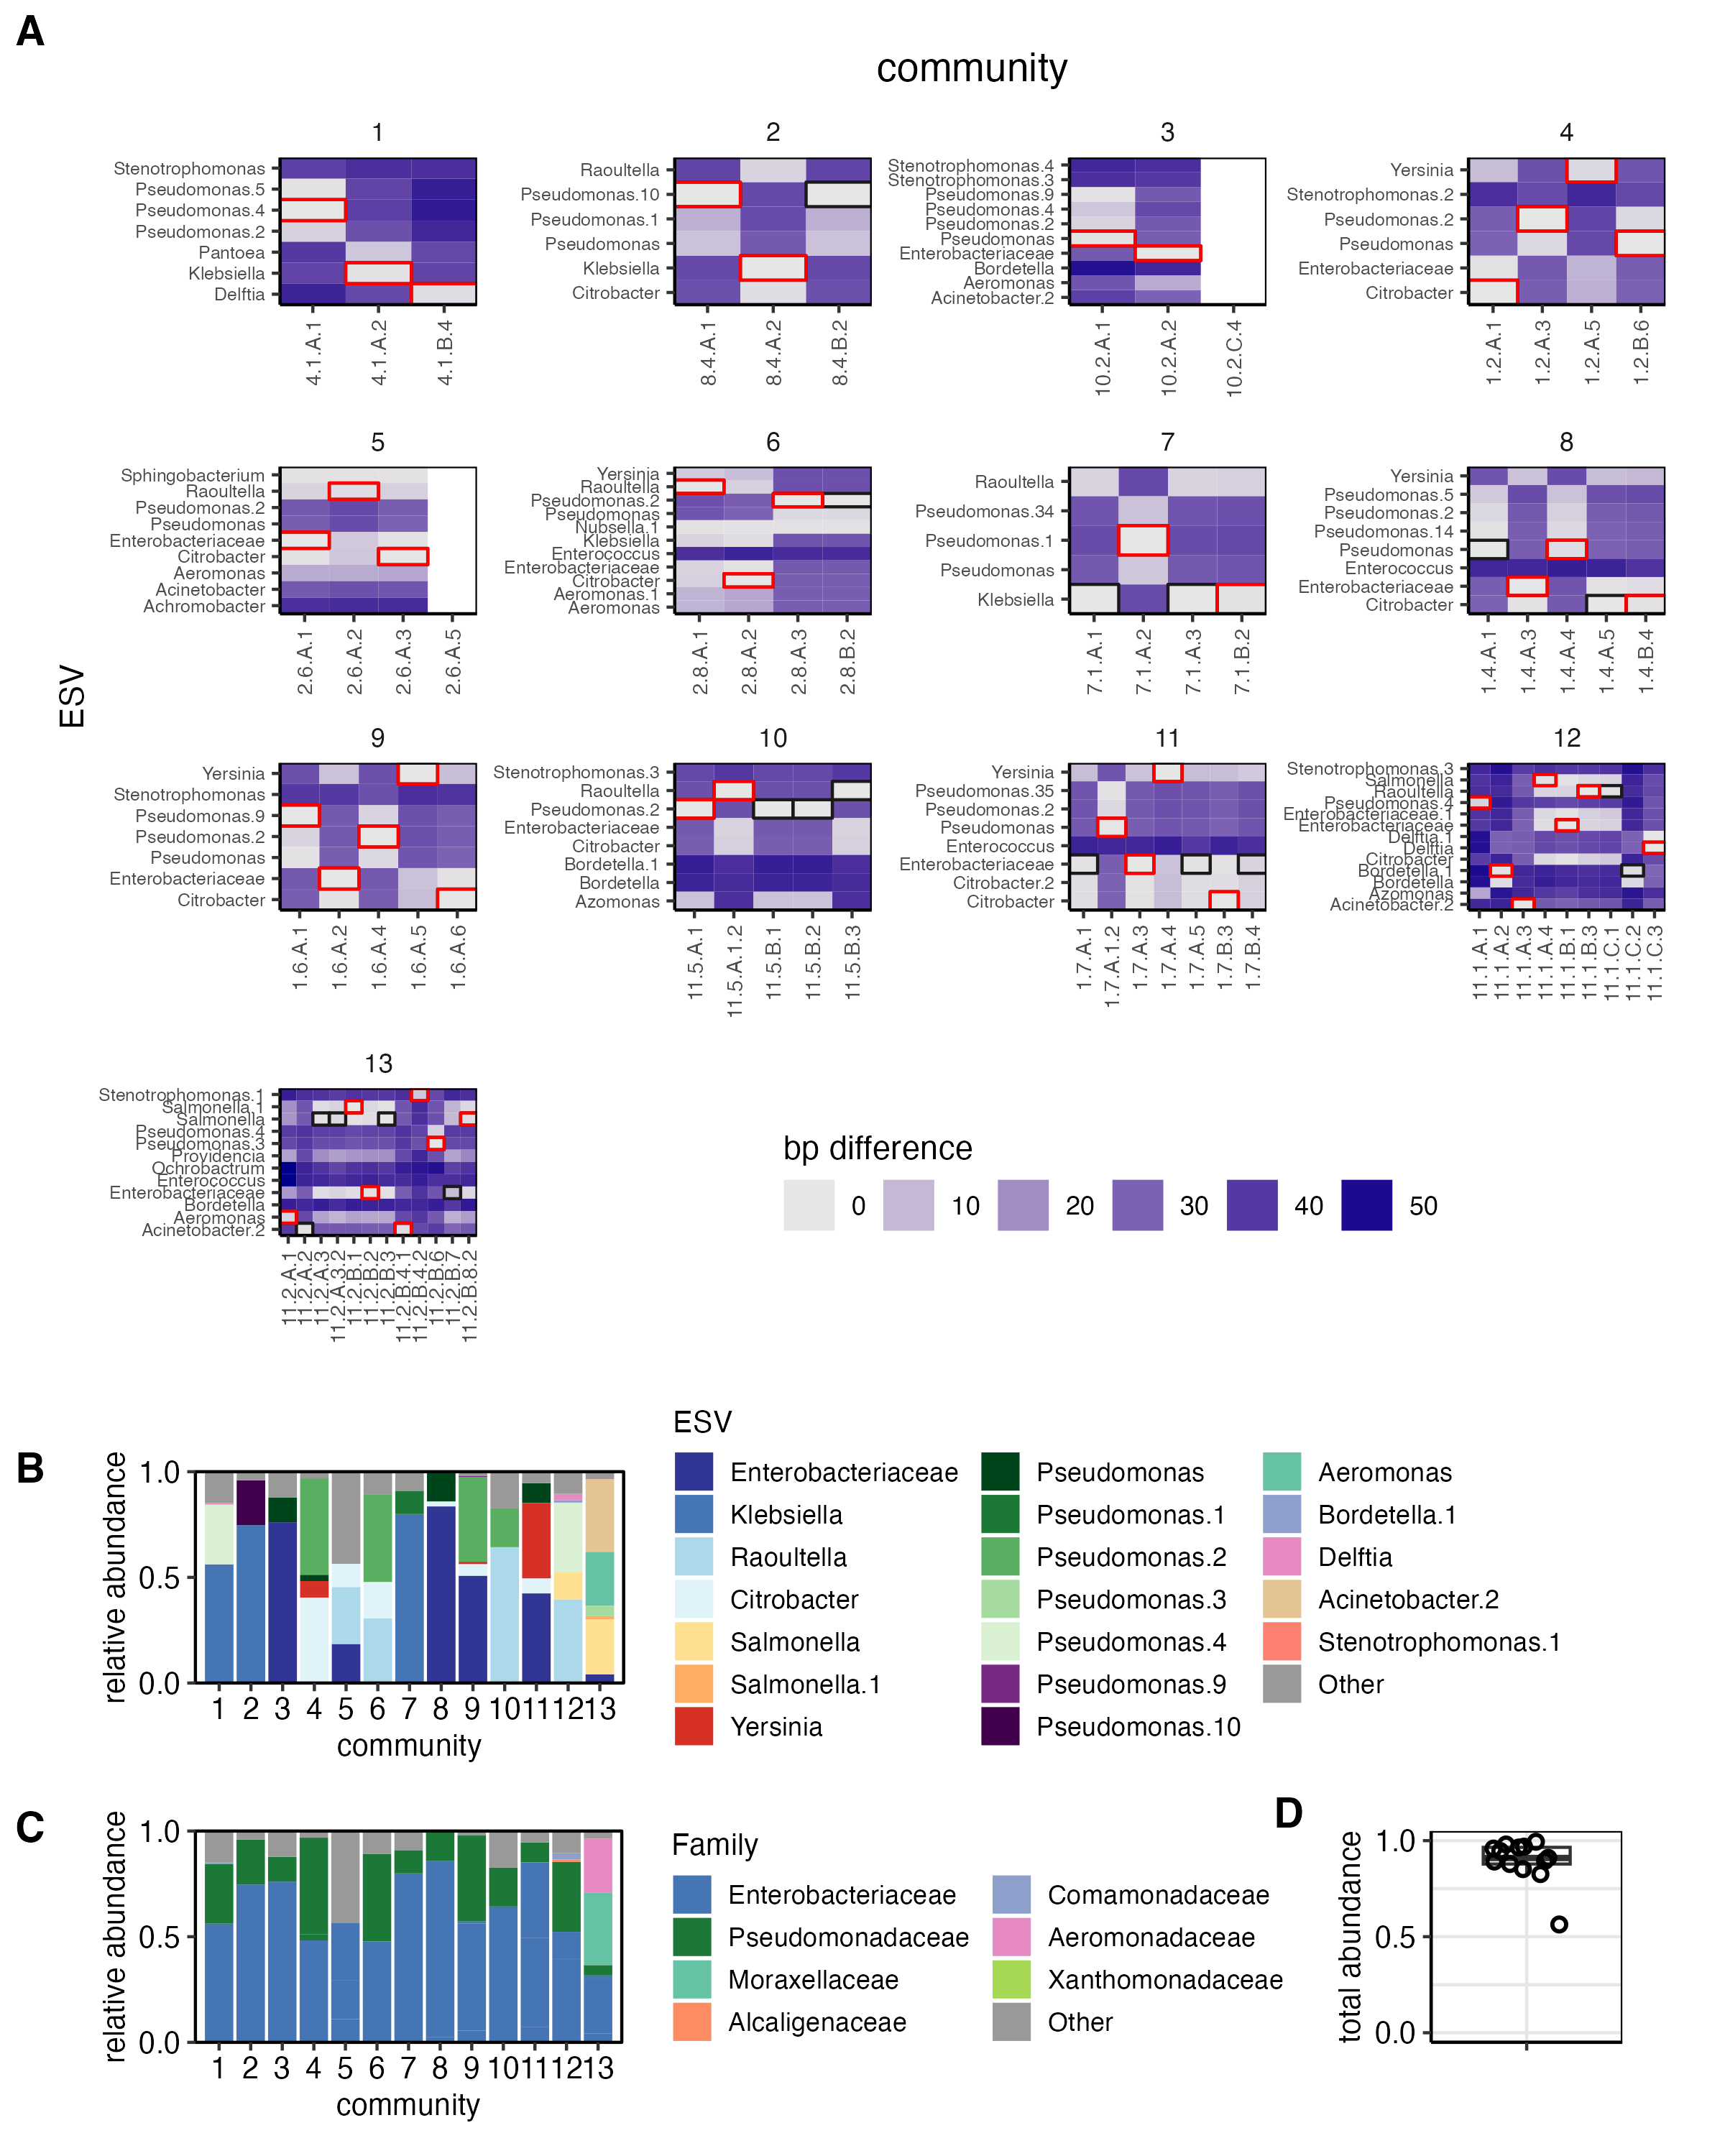 A
community
1
2
3
4
Stenotrophomonas
Pseudomonas.5
Pseudomonas.4
Pseudomonas.2
Pantoea
Klebsiella
Delftia
4.1.A.1
4.1.A.2
4.1.B.4
Raoultella
Pseudomonas.10
Pseudomonas.1
Pseudomonas
Klebsiella
Citrobacter
8.4.A.1
8.4.A.2
8.4.B.2
Stenotrophomonas.4
Stenotrophomonas.3
Pseudomonas.9
Pseudomonas.4
Pseudomonas.2
Pseudomonas
Enterobacteriaceae
Bordetella
Aeromonas
Acinetobacter.2
10.2.A.1
10.2.A.2
10.2.C.4
Yersinia
Stenotrophomonas.2
Pseudomonas.2
Pseudomonas
Enterobacteriaceae
Citrobacter
1.2.A.1
1.2.A.3
1.2.A.5
1.2.B.6
ESV
5
6
7
8
Sphingobacterium
Raoultella
Pseudomonas.2
Pseudomonas
Enterobacteriaceae
Citrobacter
Aeromonas
Acinetobacter
Achromobacter
2.6.A.1
2.6.A.2
2.6.A.3
2.6.A.5
Yersinia
Raoultella
Pseudomonas.2
Pseudomonas
Nubsella.1
Klebsiella
Enterococcus
Enterobacteriaceae
Citrobacter
Aeromonas.1
Aeromonas
2.8.A.1
2.8.A.2
2.8.A.3
2.8.B.2
Raoultella
Pseudomonas.34
Pseudomonas.1
Pseudomonas
Klebsiella
7.1.A.1
7.1.A.2
7.1.A.3
7.1.B.2
Yersinia
Pseudomonas.5
Pseudomonas.2
Pseudomonas.14
Pseudomonas
Enterococcus
Enterobacteriaceae
Citrobacter
1.4.A.1
1.4.A.3
1.4.A.4
1.4.A.5
1.4.B.4
9
10
11
12
Yersinia
Stenotrophomonas
Pseudomonas.9
Pseudomonas.2
Pseudomonas
Enterobacteriaceae
Citrobacter
1.6.A.1
1.6.A.2
1.6.A.4
1.6.A.5
1.6.A.6
Stenotrophomonas.3
Raoultella
Pseudomonas.2
Enterobacteriaceae
Citrobacter
Bordetella.1
Bordetella
Azomonas
11.5.A.1
11.5.A.1.2
11.5.B.1
11.5.B.2
11.5.B.3
Yersinia
Pseudomonas.35
Pseudomonas.2
Pseudomonas
Enterococcus
Enterobacteriaceae
Citrobacter.2
Citrobacter
1.7.A.1
1.7.A.1.2
1.7.A.3
1.7.A.4
1.7.A.5
1.7.B.3
1.7.B.4
Stenotrophomonas.3
Salmonella
Raoultella
Pseudomonas.4
Enterobacteriaceae.1
Enterobacteriaceae
Delftia.1
Delftia
Citrobacter
Bordetella.1
Bordetella
Azomonas
Acinetobacter.2
11.1.A.1
11.1.A.2
11.1.A.3
11.1.A.4
11.1.B.1
11.1.B.3
11.1.C.1
11.1.C.2
11.1.C.3
13
Stenotrophomonas.1
Salmonella.1
Salmonella
Pseudomonas.4
Pseudomonas.3
Providencia
Ochrobactrum
Enterococcus
Enterobacteriaceae
Bordetella
Aeromonas
Acinetobacter.2
11.2.A.1
11.2.A.2
11.2.A.3
11.2.A.3.2
11.2.B.1
11.2.B.2
11.2.B.3
11.2.B.4.1
11.2.B.4.2
11.2.B.6
11.2.B.7
11.2.B.8.2
bp difference
0 10 20 30 40 50
B
relative abundance
1.0
0.5
0.0
1 2 3 4 5 6 7 8 9 10 11 12 13
community
ESV
Enterobacteriaceae
Klebsiella
Raoultella
Citrobacter
Salmonella
Salmonella.1
Yersinia
Pseudomonas
Pseudomonas.1
Pseudomonas.2
Pseudomonas.3
Pseudomonas.4
Pseudomonas.9
Pseudomonas.10
Aeromonas
Bordetella.1
Delftia
Acinetobacter.2
Stenotrophomonas.1
Other
C
relative abundance
1.0
0.5
0.0
1 2 3 4 5 6 7 8 9 10 11 12 13
community
Family
Enterobacteriaceae
Pseudomonadaceae
Moraxellaceae
Alcaligenaceae
Comamonadaceae
Aeromonadaceae
Xanthomonadaceae
Other
D
total abundance
1.0
0.5
0.0